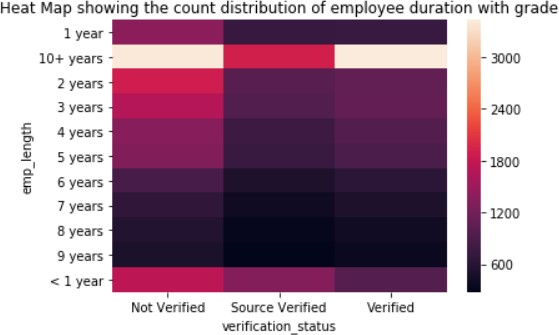 Heat Map showing the count distribution of employee duration with grade
1 year
10+ years
2 years
3 years
4 years
5 years
6 years
7 years
8 years
9 years
< 1 year
emp_length
Not Verified Source Verified Verified
verification_status
3000
2400
1800
1200
600